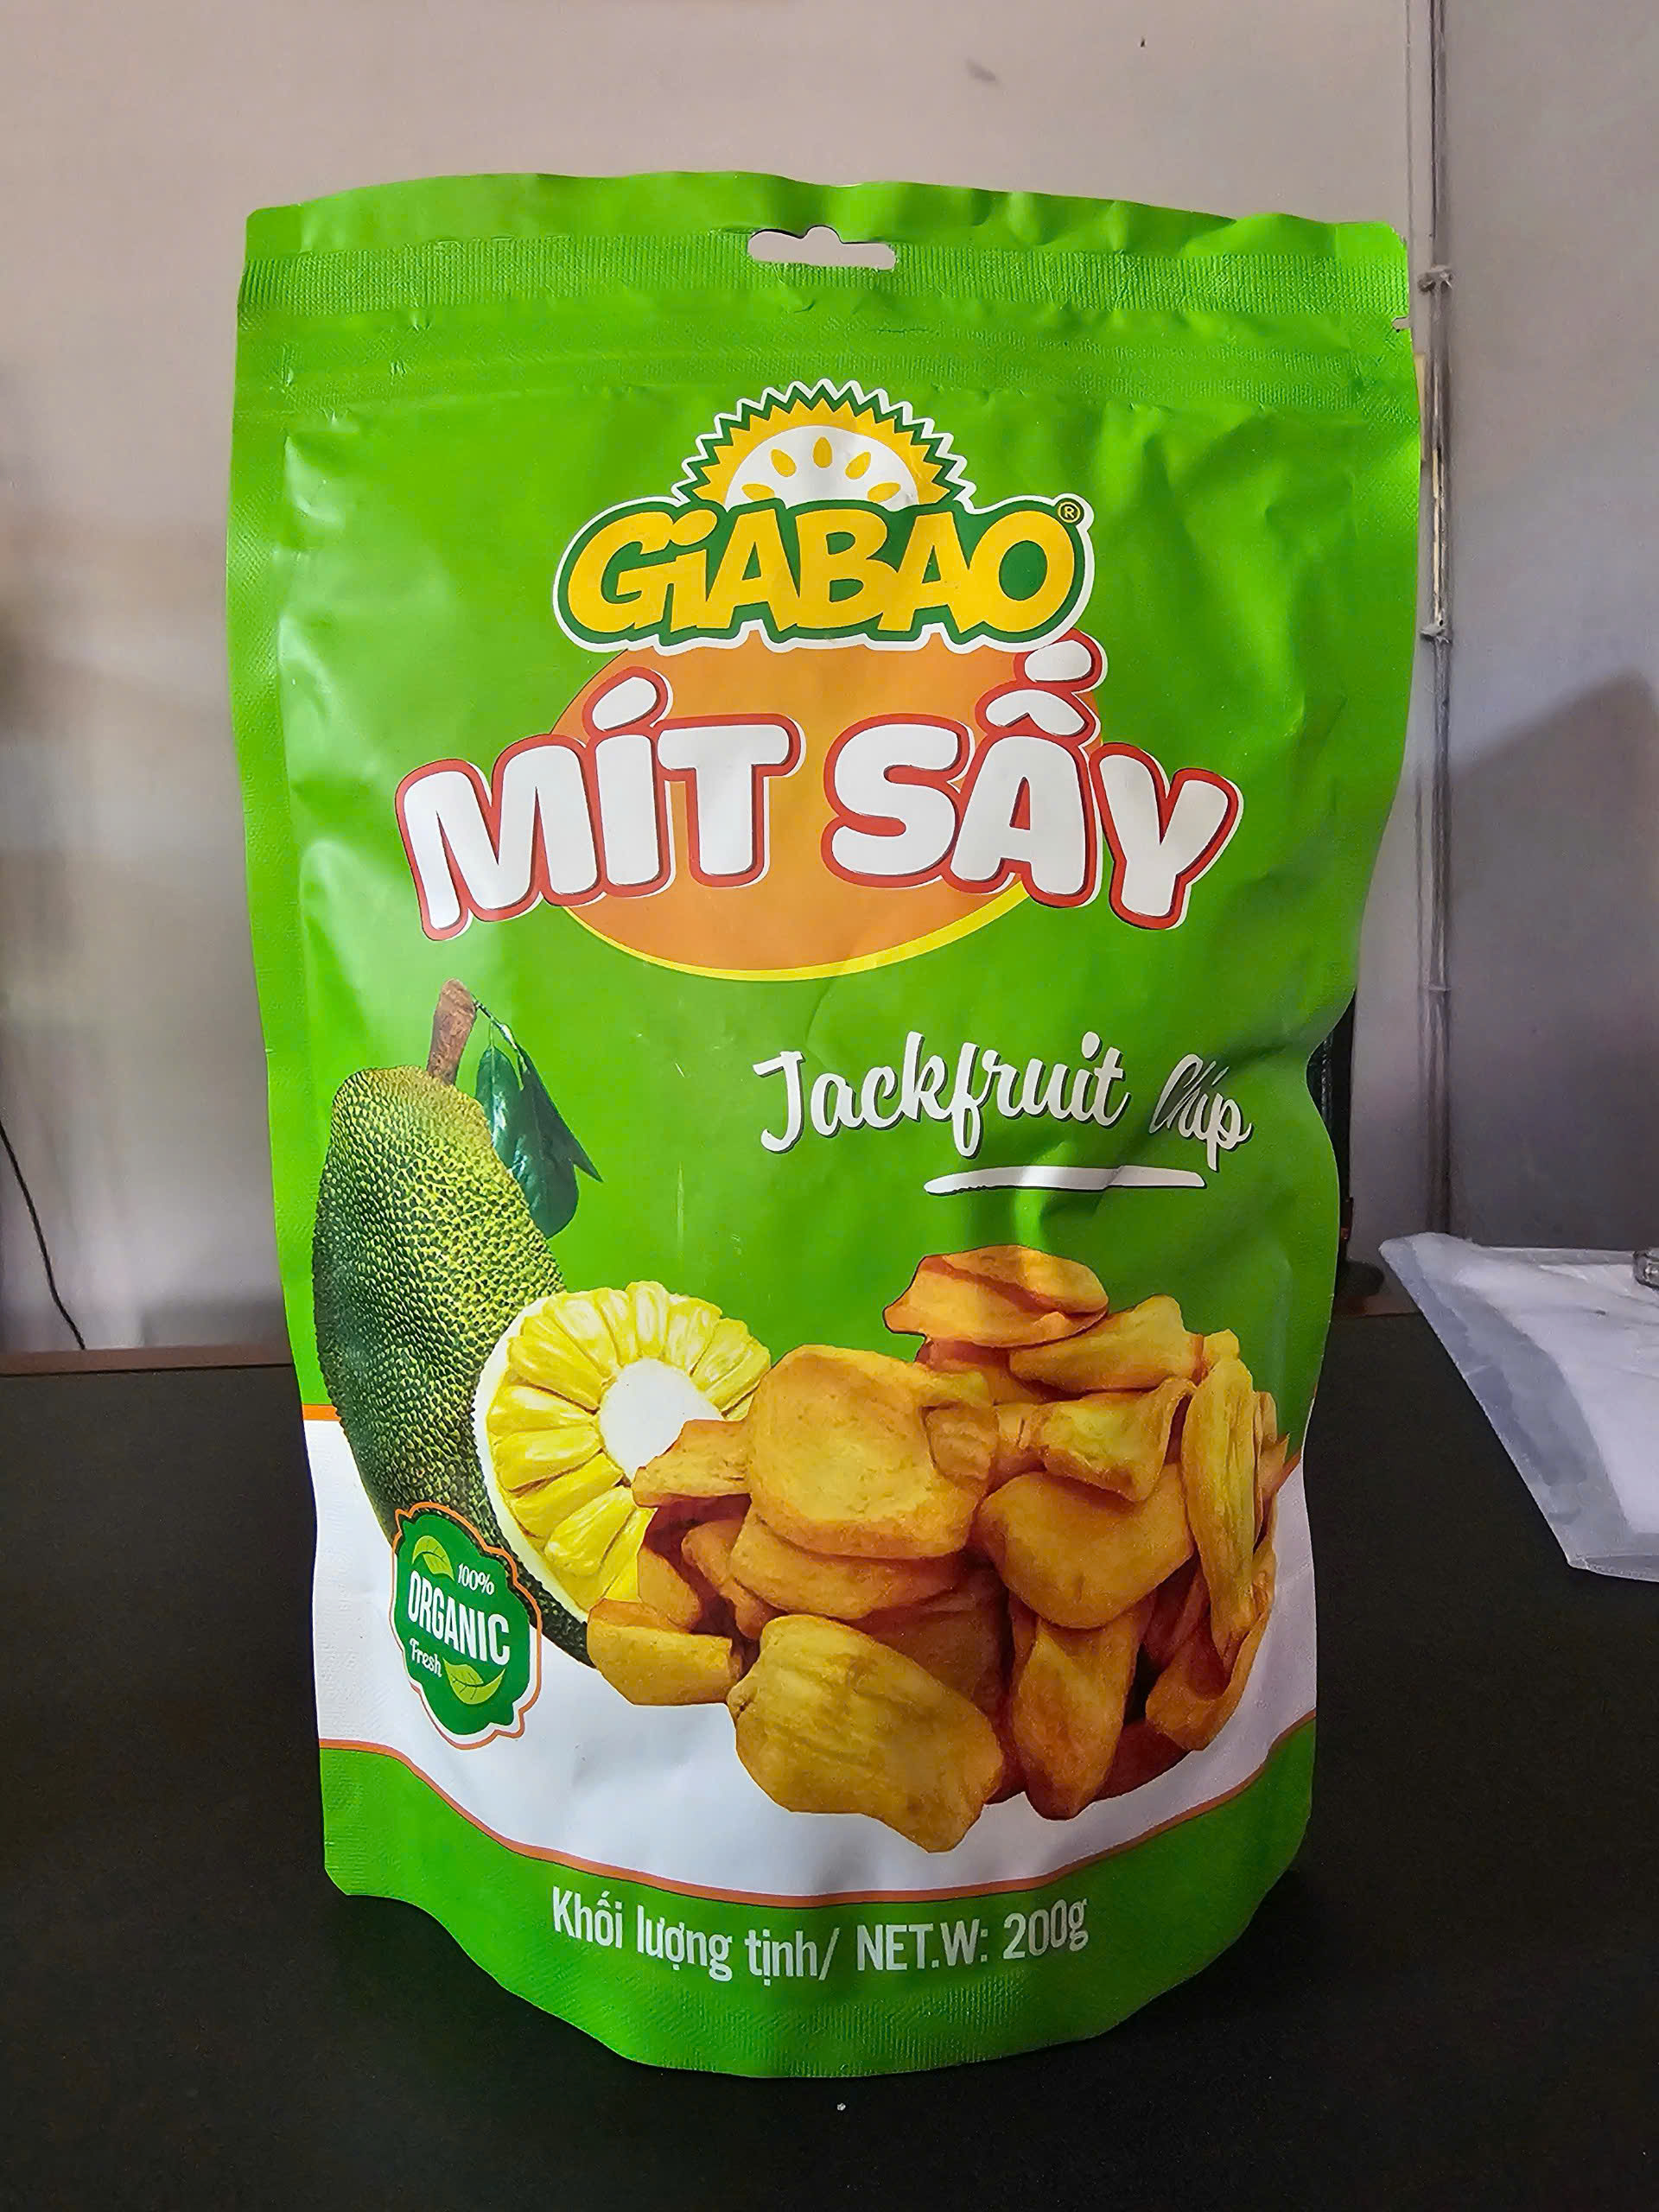 GiABAO®
MÍT SẤY
Jackfruit Chip
100%
ORGANIC
Fresh
Khối lượng tịnh/ NET.W: 200g